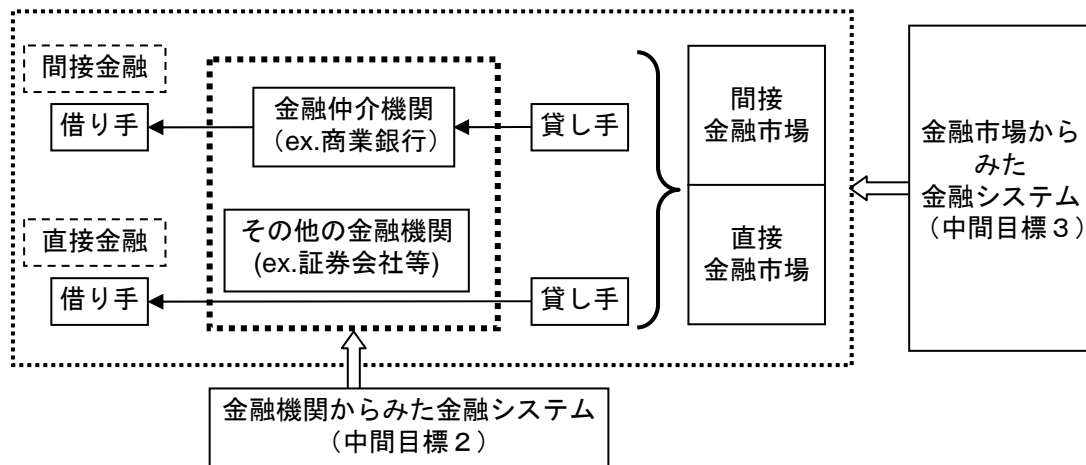 間接金融
借り手
金融仲介機関
（ex.商業銀行）
貸し手
直接金融
その他の金融機関
(ex.証券会社等)
借り手
貸し手
間接
金融市場
直接
金融市場
金融市場から
みた
金融システム
（中間目標３）
金融機関からみた金融システム
（中間目標２）